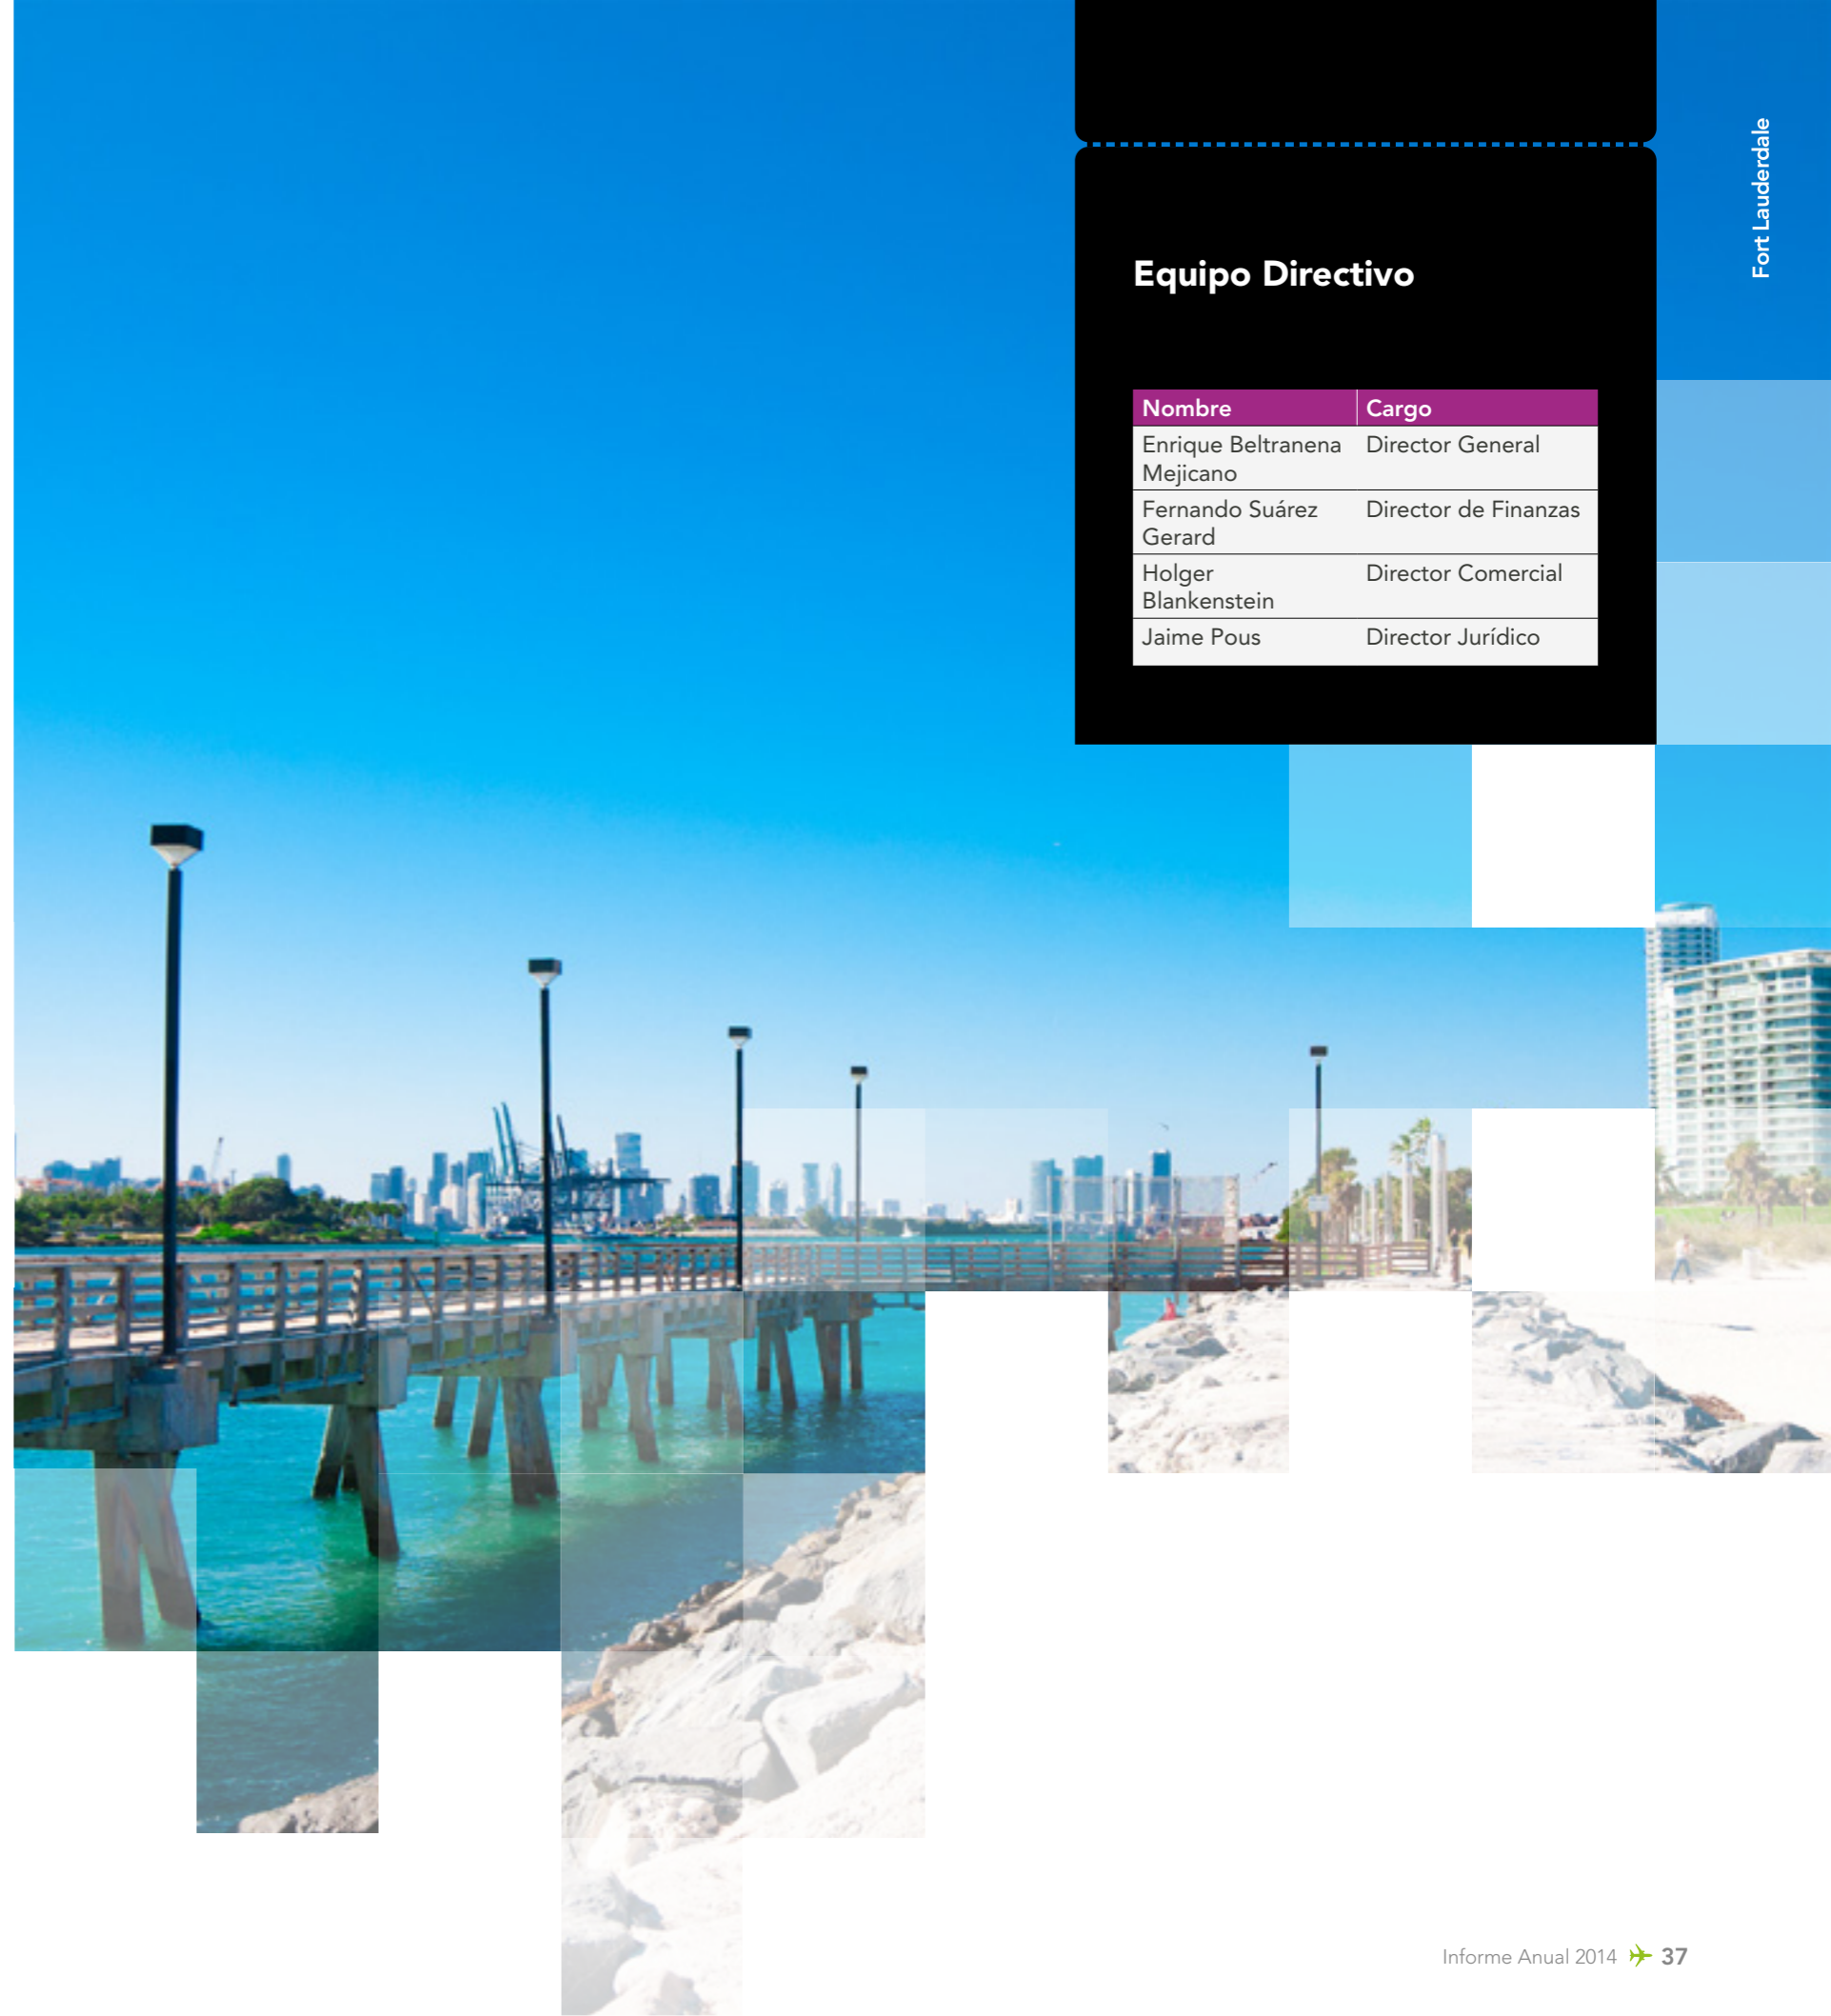 Fort Lauderdale
Equipo Directivo
Nombre Cargo
Enrique Beltranena Director General
Mejicano
Fernando Suárez Director de Finanzas
Gerard
Holger Director Comercial
Blankenstein
Jaime Pous Director Jurídico
Informe Anual 2014 37